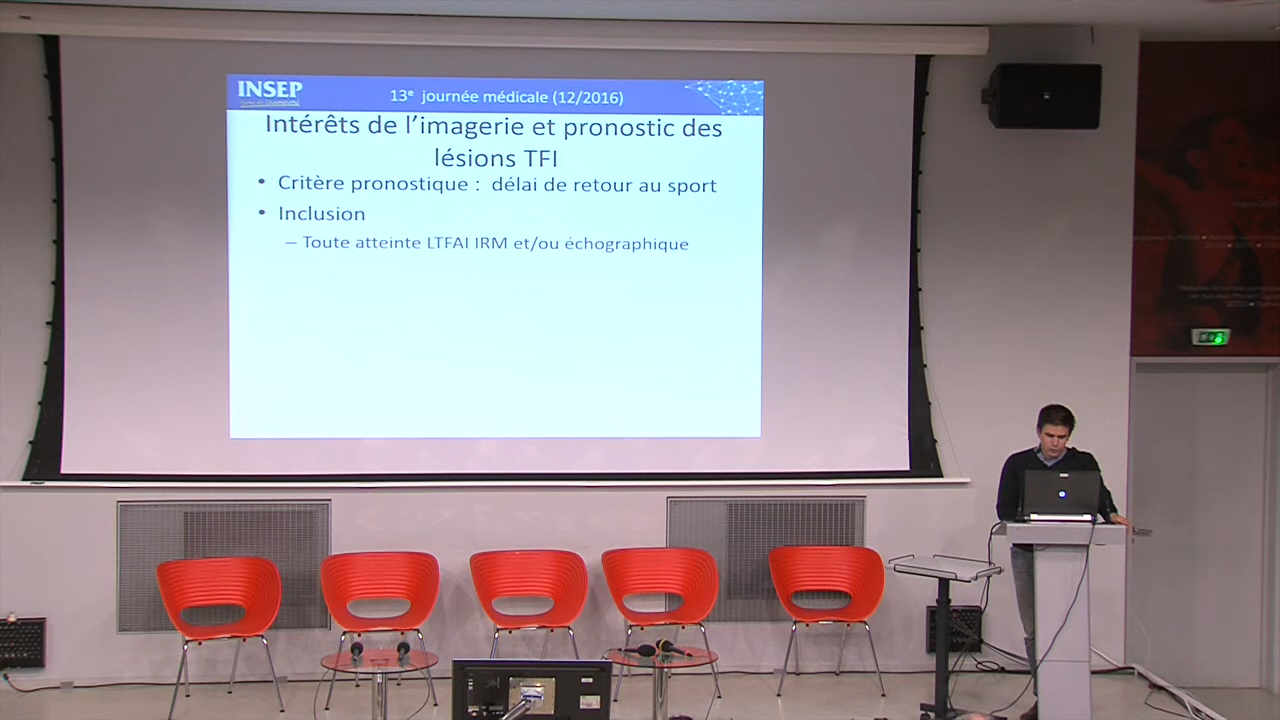 INSEP
13e journée médicale (12/2016)
Intérêts de l'imagerie et pronostic des
lésions TFI
• Critère pronostique : délai de retour au sport
• Inclusion
– Toute atteinte LTFAI IRM et/ou échographique